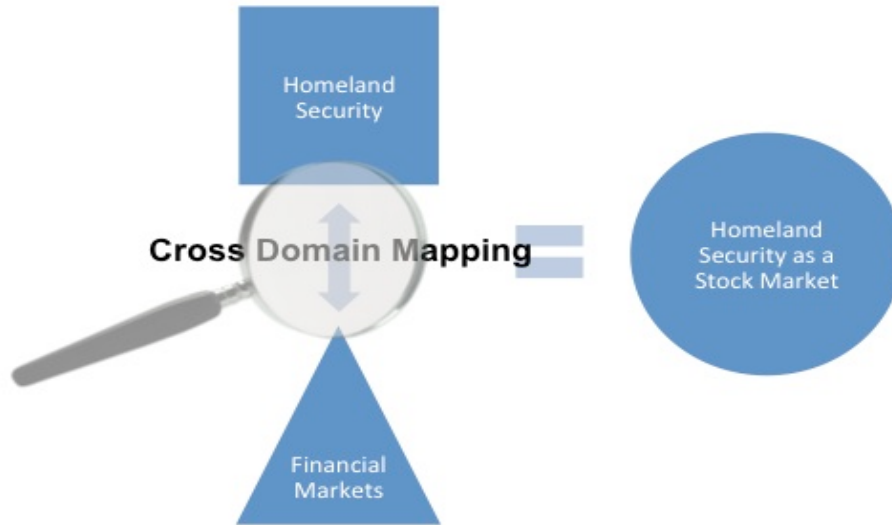 Homeland
Security
Cross Domain Mapping
Homeland
Security as a
Stock Market
Financial
Markets